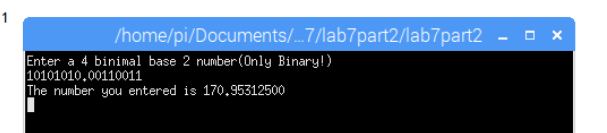 1
/home/pi/Documents/...7/lab7part2/lab7part2
Enter a 4 binimal base 2 number(Only Binary!)
10101010.00110011
The number you entered is 170.95312500